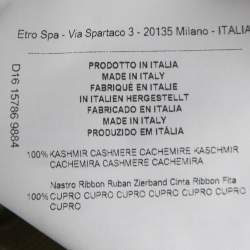 Etro Spa - Via Spartaco 3 - 20135 Milano - ITALIA
D16 15786 9884
PRODOTTO IN ITALIA
MADE IN ITALY
FABRIQUÉ EN ITALIE
IN ITALIEN HERGESTELLT
FABRICADO EN ITALIA
MADE IN ITALY
PRODUZIDO EM ITÀLIA
100% KASHMIR CASHMERE CACHEMIRE KASCHMIR
CACHEMIRA CASHMERE CACHEMIRA
Nastro Ribbon Ruban Zierband Cinta Ribbon Fita
100% CUPRO CUPRO CUPRO CUPRO CUPRO CUPRO
CUPRO